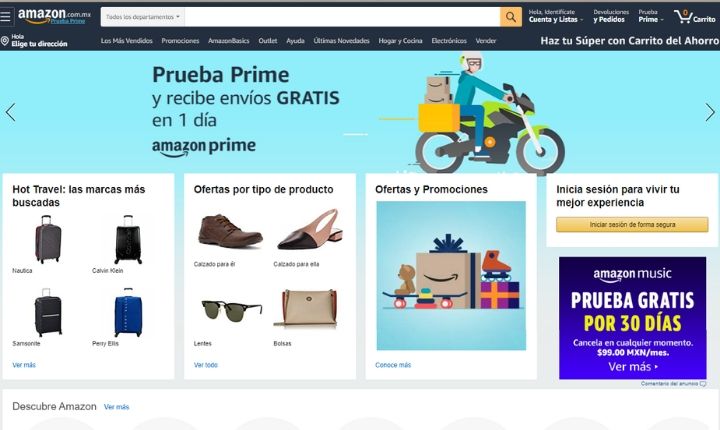 amazon.com.mx
Prueba Prime
Todos los departamentos
Hola, Identifícate
Cuenta y Listas
Devoluciones
y Pedidos
Prueba
Prime
0
Carrito
Hola
Elige tu dirección
Los Más Vendidos Promociones AmazonBasics Outlet Ayuda Últimas Novedades Hogar y Cocina Electrónicos Vender
Haz tu Súper con Carrito del Ahorro
Prueba Prime
y recibe envíos GRATIS
en 1 día
amazon prime
Hot Travel: las marcas más
buscadas
Nautica
Calvin Klein
Samsonite
Perry Ellis
Ver más
Ofertas por tipo de producto
Calzado para él
Calzado para ella
Lentes
Bolsas
Ver todo
Ofertas y Promociones
Conoce más
Inicia sesión para vivir tu
mejor experiencia
Iniciar sesión de forma segura
amazon music
PRUEBA GRATIS
POR 30 DÍAS
Cancela en cualquier momento.
$99.00 MXN/mes.
Ver más
Comentario del anuncio
Descubre Amazon Ver más